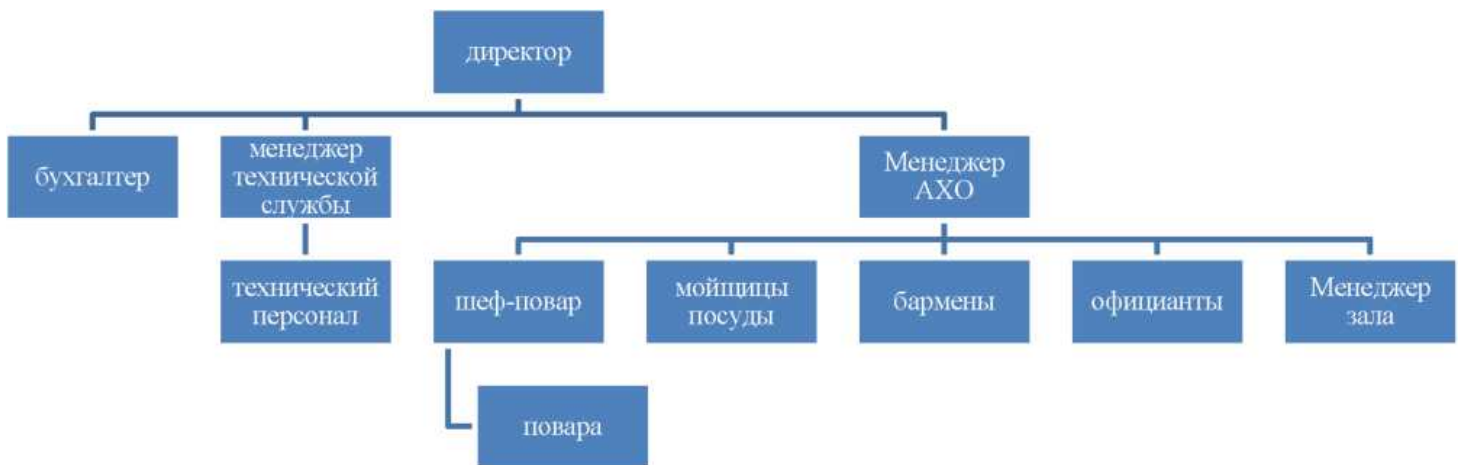 директор
бухгалтер
менеджер
технической
службы
Менеджер
АХО
технический
персонал
шеф-повар
мойщицы
посуды
бармены
официанты
Менеджер
зала
повара